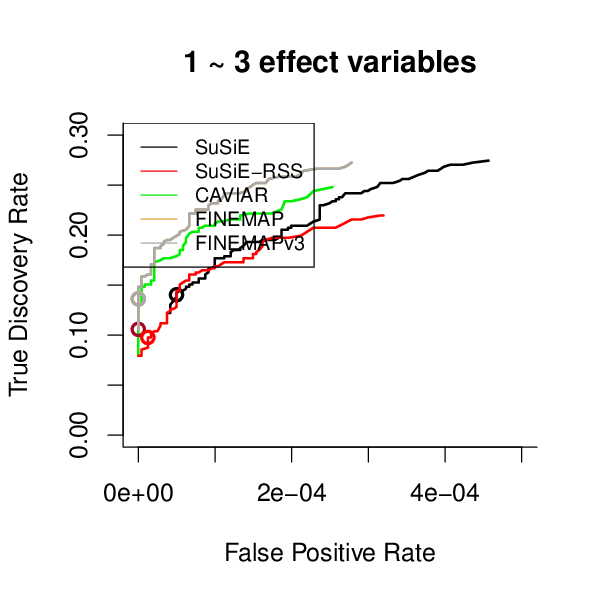 1 ~ 3 effect variables
True Discovery Rate
0.30
0.20
0.10
0.00
SuSiE
SuSiE−RSS
CAVIAR
FINEMAP
FINEMAPv3
0e+00
2e−04
4e−04
False Positive Rate